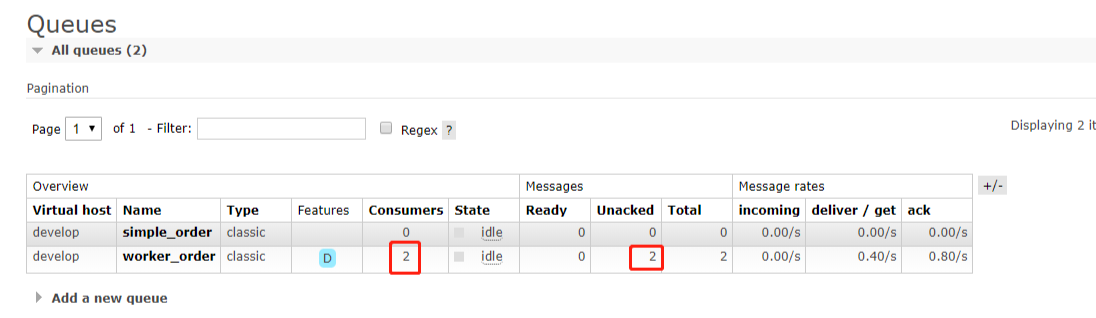 Queues
All queues (2)
Pagination
Page 1 of 1 - Filter: Regex ?
Displaying 2 it
Overview Messages Message rates +/-
Virtual host Name Type Features Consumers State Ready Unacked Total incoming deliver / get ack
develop simple_order classic 0 idle 0 0 0 0.00/s 0.00/s 0.00/s
develop worker_order classic D 2 idle 0 2 2 0.00/s 0.40/s 0.80/s
Add a new queue